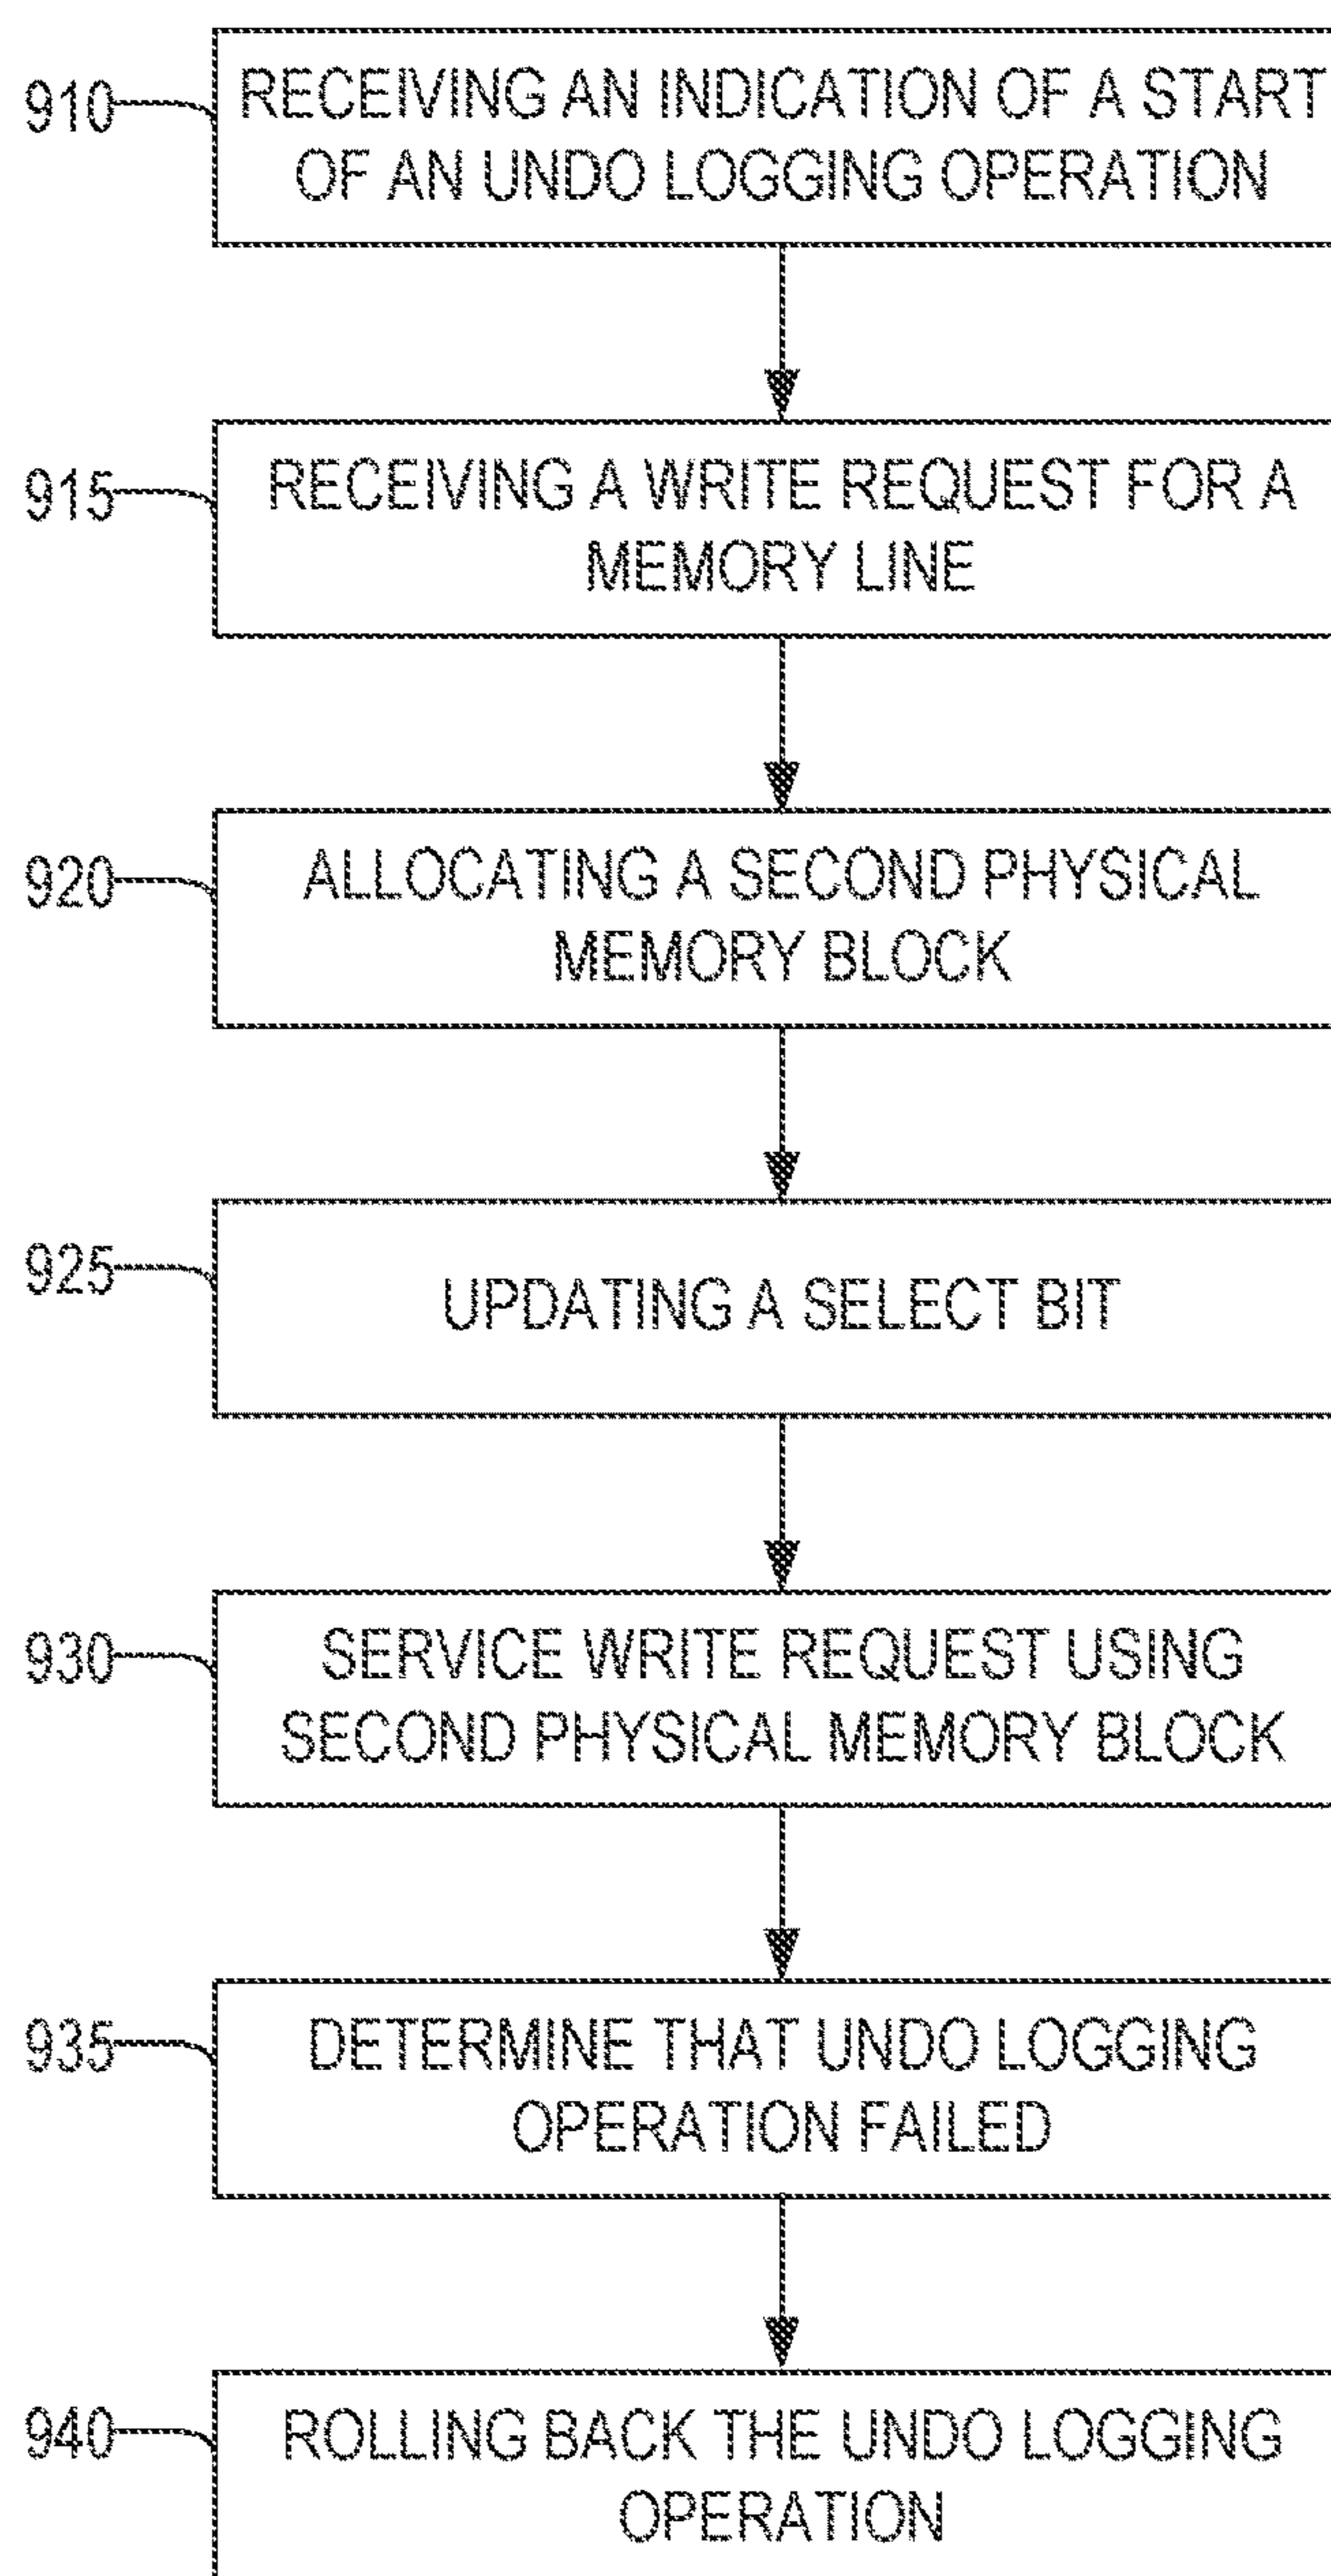 910
RECEIVING AN INDICATION OF A START
OF AN UNDO LOGGING OPERATION
915
RECEIVING A WRITE REQUEST FOR A
MEMORY LINE
920
ALLOCATING A SECOND PHYSICAL
MEMORY BLOCK
925
UPDATING A SELECT BIT
930
SERVICE WRITE REQUEST USING
SECOND PHYSICAL MEMORY BLOCK
935
DETERMINE THAT UNDO LOGGING
OPERATION FAILED
940
ROLLING BACK THE UNDO LOGGING
OPERATION